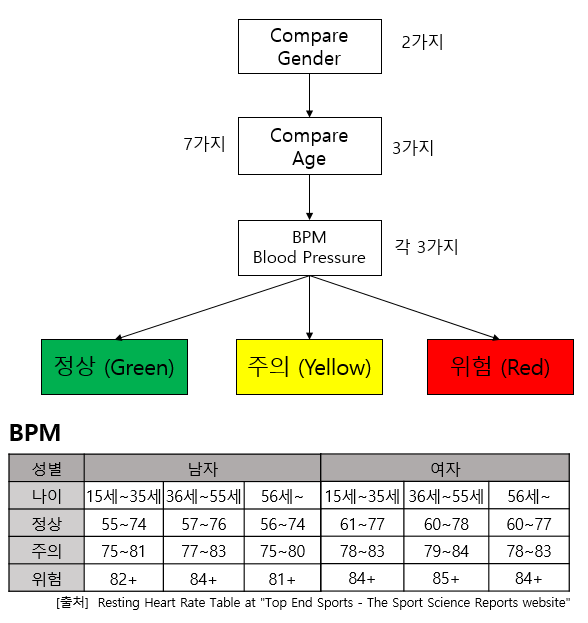 Compare
Gender
2가지
7가지
Compare
Age
3가지
BPM
Blood Pressure
각 3가지
정상 (Green)
주의 (Yellow)
위험 (Red)
BPM
성별 남자 여자
나이 15세~35세 36세~55세 56세~ 15세~35세 36세~55세 56세~
정상 55~74 57~76 56~74 61~77 60~78 60~77
주의 75~81 77~83 75~80 78~83 79~84 78~83
위험 82+ 84+ 81+ 84+ 85+ 84+
[출처] Resting Heart Rate Table at "Top End Sports - The Sport Science Reports website"